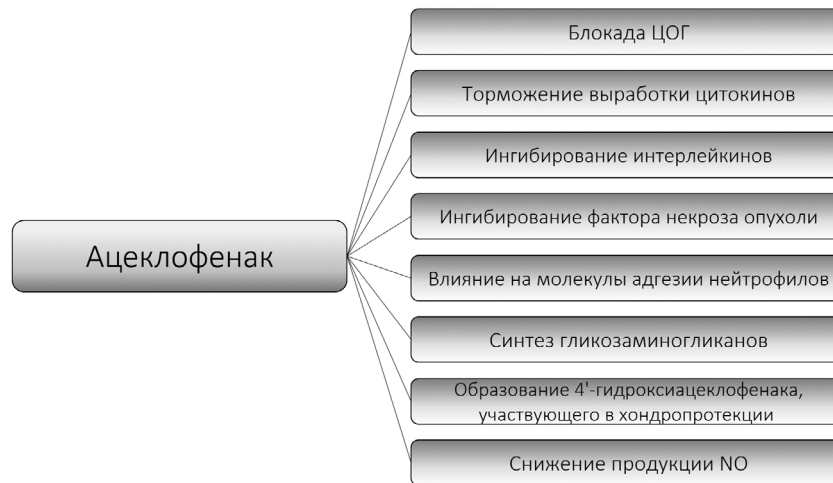 Блокада ЦОГ
Торможение выработки цитокинов
Ингибирование интерлейкинов
Ингибирование фактора некроза опухоли
Ацеклофенак
Влияние на молекулы адгезии нейтрофилов
Синтез гликозаминогликанов
Образование 4'-гидроксиацеклофенака,
участвующего в хондропротекции
Снижение продукции NO